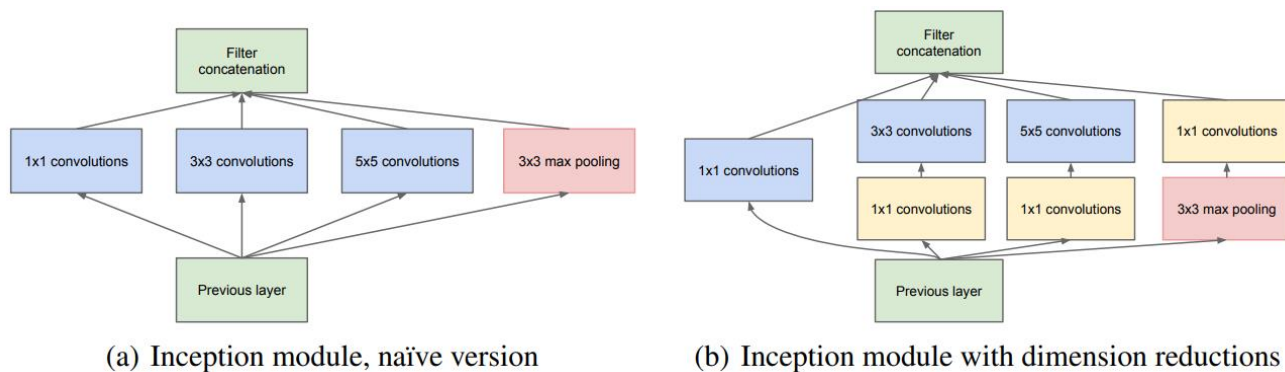 Filter
concatenation
1x1 convolutions
3x3 convolutions
5x5 convolutions
3x3 max pooling
Previous layer
(a) Inception module, naïve version
Filter
concatenation
3x3 convolutions
5x5 convolutions
1x1 convolutions
1x1 convolutions
1x1 convolutions
1x1 convolutions
3x3 max pooling
Previous layer
(b) Inception module with dimension reductions